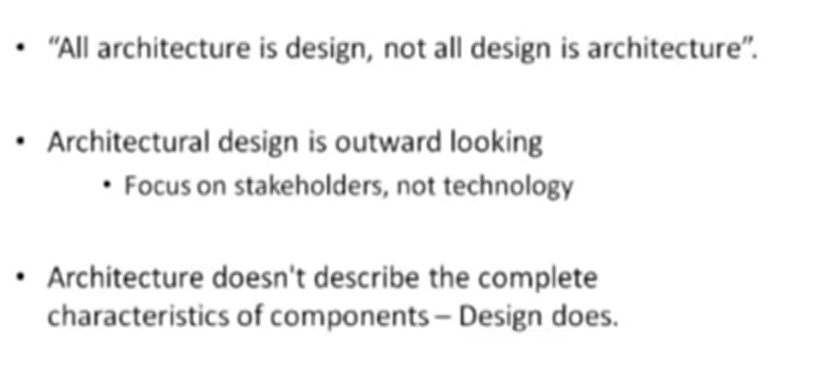 • “All architecture is design, not all design is architecture”.
• Architectural design is outward looking
• Focus on stakeholders, not technology
• Architecture doesn't describe the complete
characteristics of components – Design does.